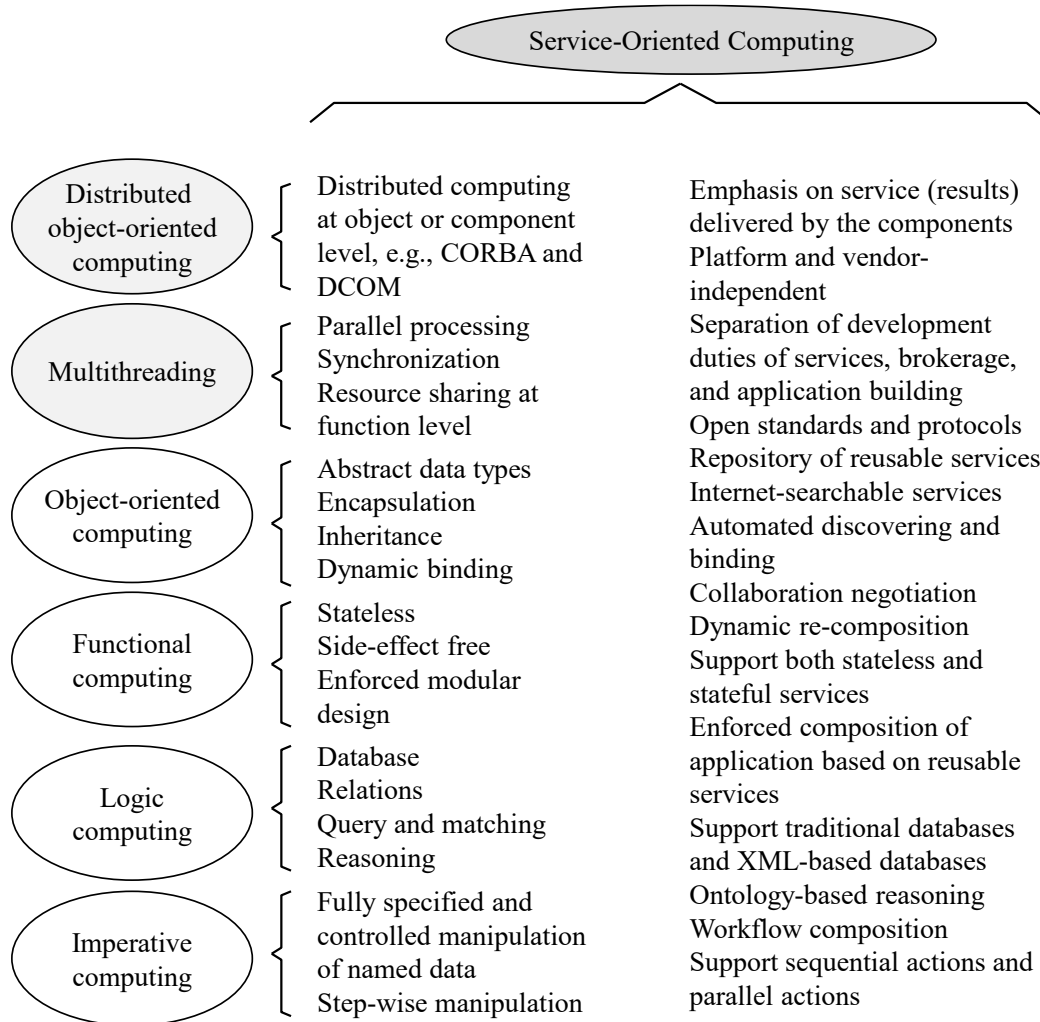 Service-Oriented Computing
Distributed
object-oriented
computing
Distributed computing
at object or component
level, e.g., CORBA and
DCOM
Multithreading
Parallel processing
Synchronization
Resource sharing at
function level
Object-oriented
computing
Abstract data types
Encapsulation
Inheritance
Dynamic binding
Functional
computing
Stateless
Side-effect free
Enforced modular
design
Logic
computing
Database
Relations
Query and matching
Reasoning
Imperative
computing
Fully specified and
controlled manipulation
of named data
Step-wise manipulation
Emphasis on service (results)
delivered by the components
Platform and vendor-
independent
Separation of development
duties of services, brokerage,
and application building
Open standards and protocols
Repository of reusable services
Internet-searchable services
Automated discovering and
binding
Collaboration negotiation
Dynamic re-composition
Support both stateless and
stateful services
Enforced composition of
application based on reusable
services
Support traditional databases
and XML-based databases
Ontology-based reasoning
Workflow composition
Support sequential actions and
parallel actions